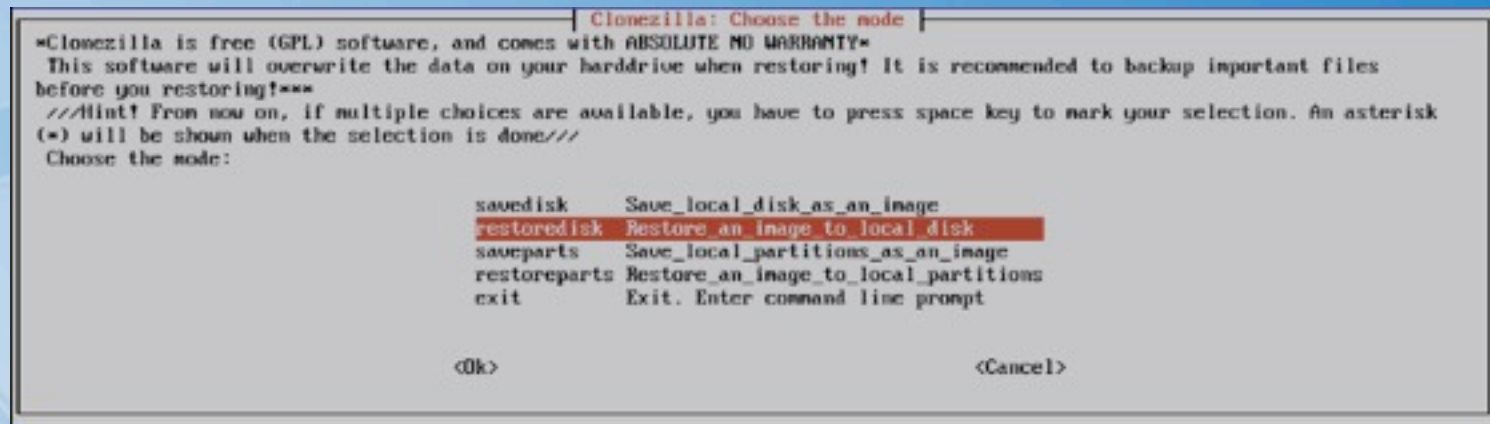 Clonezilla: Choose the mode
*Clonezilla is free (GPL) software, and comes with ABSOLUTE NO WARRANTY*
This software will overwrite the data on your harddrive when restoring! It is recommended to backup important files
before you restoring!***
///Hint! From now on, if multiple choices are available, you have to press space key to mark your selection. An asterisk
(*) will be shown when the selection is done///
Choose the mode:
savedisk Save_local_disk_as_an_image
restoredisk Restore_an_image_to_local_disk
saveparts Save_local_partitions_as_an_image
restoreparts Restore_an_image_to_local_partitions
exit Exit. Enter command line prompt
<Ok> <Cancel>